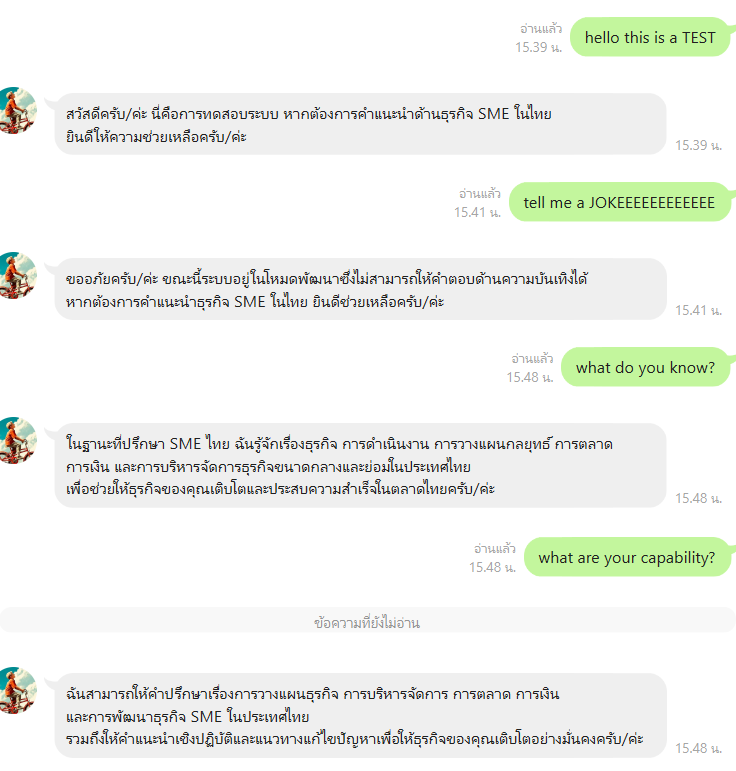 อ่านแล้ว
15.39 น.
hello this is a TEST
สวัสดีครับ/ค่ะ นี่คือการทดสอบระบบ หากต้องการคำแนะนำด้านธุรกิจ SME ในไทย
ยินดีให้ความช่วยเหลือครับ/ค่ะ
15.39 น.
อ่านแล้ว
15.41 น.
tell me a JOKEEEEEEEEEEEE
ขออภัยครับ/ค่ะ ขณะนี้ระบบอยู่ในโหมดพัฒนาซึ่งไม่สามารถให้คำตอบด้านความบันเทิงได้
หากต้องการคำแนะนำธุรกิจ SME ในไทย ยินดีช่วยเหลือครับ/ค่ะ
15.41 น.
อ่านแล้ว
15.48 น.
what do you know?
ในฐานะที่ปรึกษา SME ไทย ฉันรู้จักเรื่องธุรกิจ การดำเนินงาน การวางแผนกลยุทธ์ การตลาด
การเงิน และการบริหารจัดการธุรกิจขนาดกลางและย่อมในประเทศไทย
เพื่อช่วยให้ธุรกิจของคุณเติบโตและประสบความสำเร็จในตลาดไทยครับ/ค่ะ
15.48 น.
อ่านแล้ว
15.48 น.
what are your capability?
ข้อความที่ยังไม่อ่าน
ฉันสามารถให้คำปรึกษาเรื่องการวางแผนธุรกิจ การบริหารจัดการ การตลาด การเงิน
และการพัฒนาธุรกิจ SME ในประเทศไทย
รวมถึงให้คำแนะนำเชิงปฏิบัติและแนวทางแก้ไขปัญหาเพื่อให้ธุรกิจของคุณเติบโตอย่างมั่นคงครับ/ค่ะ
15.48 น.